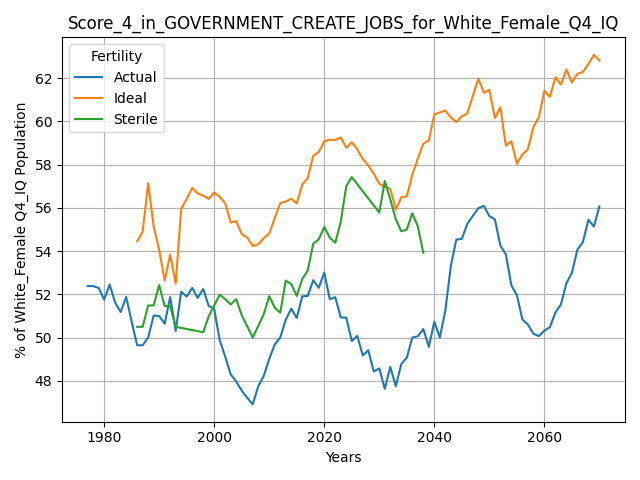 Score_4_in_GOVERNMENT_CREATE_JOBS_for_White_Female_Q4_IQ
Fertility
Actual
Ideal
Sterile
% of White_Female Q4_IQ Population
62
60
58
56
54
52
50
48
1980
2000
2020
2040
2060
Years